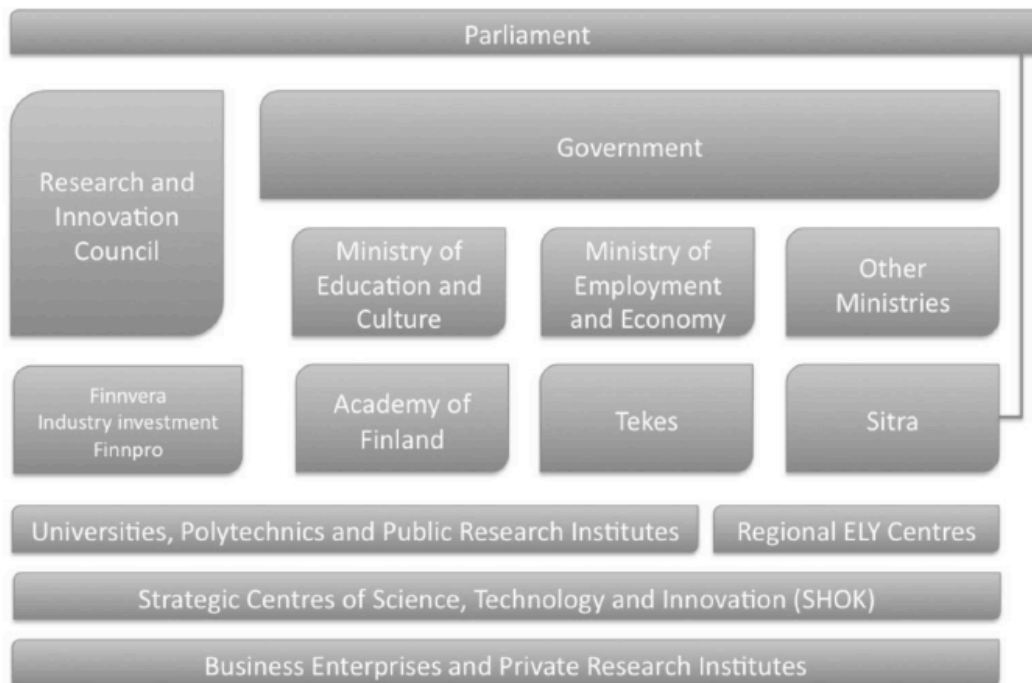 Parliament
Research and
Innovation
Council
Government
Ministry of
Education and
Culture
Ministry of
Employment
and Economy
Other
Ministries
Finnvera
Industry investment
Finnpro
Academy of
Finland
Tekes
Sitra
Universities, Polytechnics and Public Research Institutes
Regional ELY Centres
Strategic Centres of Science, Technology and Innovation (SHOK)
Business Enterprises and Private Research Institutes